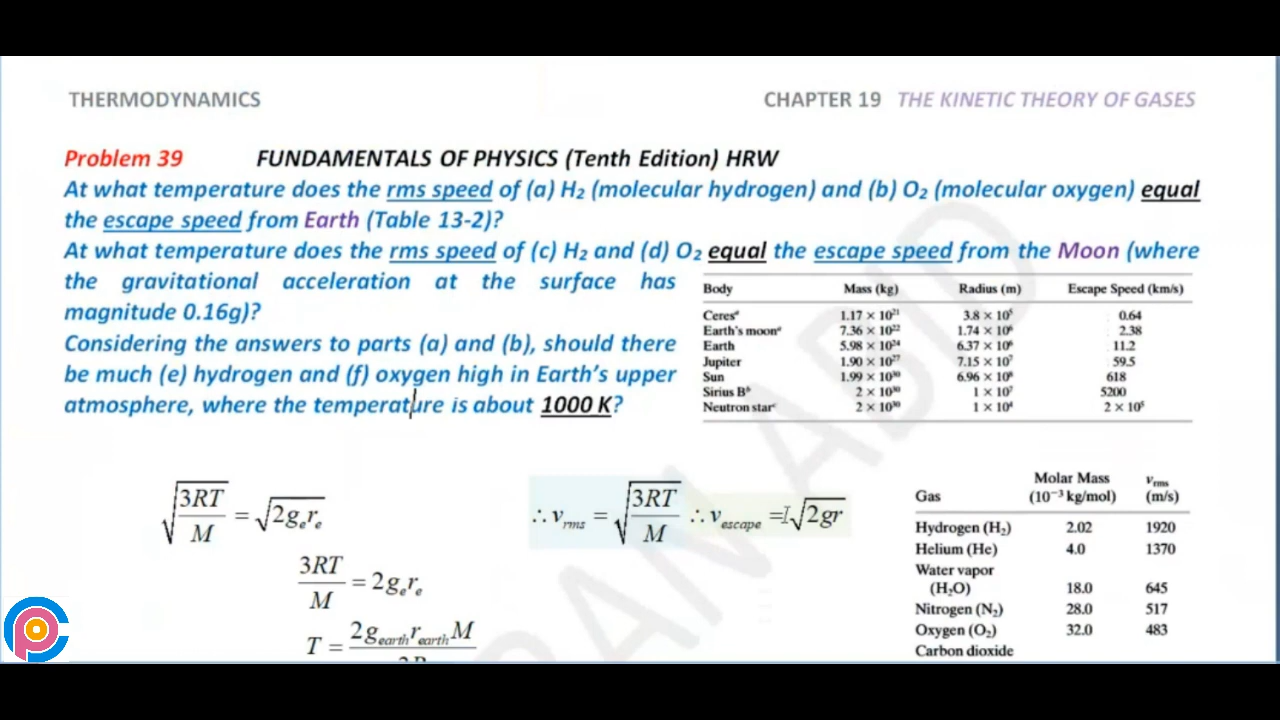 THERMODYNAMICS CHAPTER 19 THE KINETIC THEORY OF GASES
Problem 39 FUNDAMENTALS OF PHYSICS (Tenth Edition) HRW
At what temperature does the rms speed of (a) H₂ (molecular hydrogen) and (b) O₂ (molecular oxygen) equal
the escape speed from Earth (Table 13-2)?
At what temperature does the rms speed of (c) H₂ and (d) O₂ equal the escape speed from the Moon (where
the gravitational acceleration at the surface has
magnitude 0.16g)?
Considering the answers to parts (a) and (b), should there
be much (e) hydrogen and (f) oxygen high in Earth's upper
atmosphere, where the temperature is about 1000 K?
Body Mass (kg) Radius (m) Escape Speed (km/s)
Ceresᵃ 1.17 × 10²¹ 3.8 × 10⁵ 0.64
Earth's moonᵃ 7.36 × 10²² 1.74 × 10⁶ 2.38
Earth 5.98 × 10²⁴ 6.37 × 10⁶ 11.2
Jupiter 1.90 × 10²⁷ 7.15 × 10⁷ 59.5
Sun 1.99 × 10³⁰ 6.96 × 10⁸ 618
Sirius Bᵇ 2 × 10³⁰ 1 × 10⁷ 5200
Neutron starᶜ 2 × 10³⁰ 1 × 10⁴ 2 × 10⁵
√(3RT/M) = √(2gₑrₑ)
3RT/M = 2gₑrₑ
T = 2g_earth r_earth M
∴ v_rms = √(3RT/M) ∴ v_escape = √(2gr)
Gas Molar Mass (10⁻³ kg/mol) v_rms (m/s)
Hydrogen (H₂) 2.02 1920
Helium (He) 4.0 1370
Water vapor
(H₂O) 18.0 645
Nitrogen (N₂) 28.0 517
Oxygen (O₂) 32.0 483
Carbon dioxide